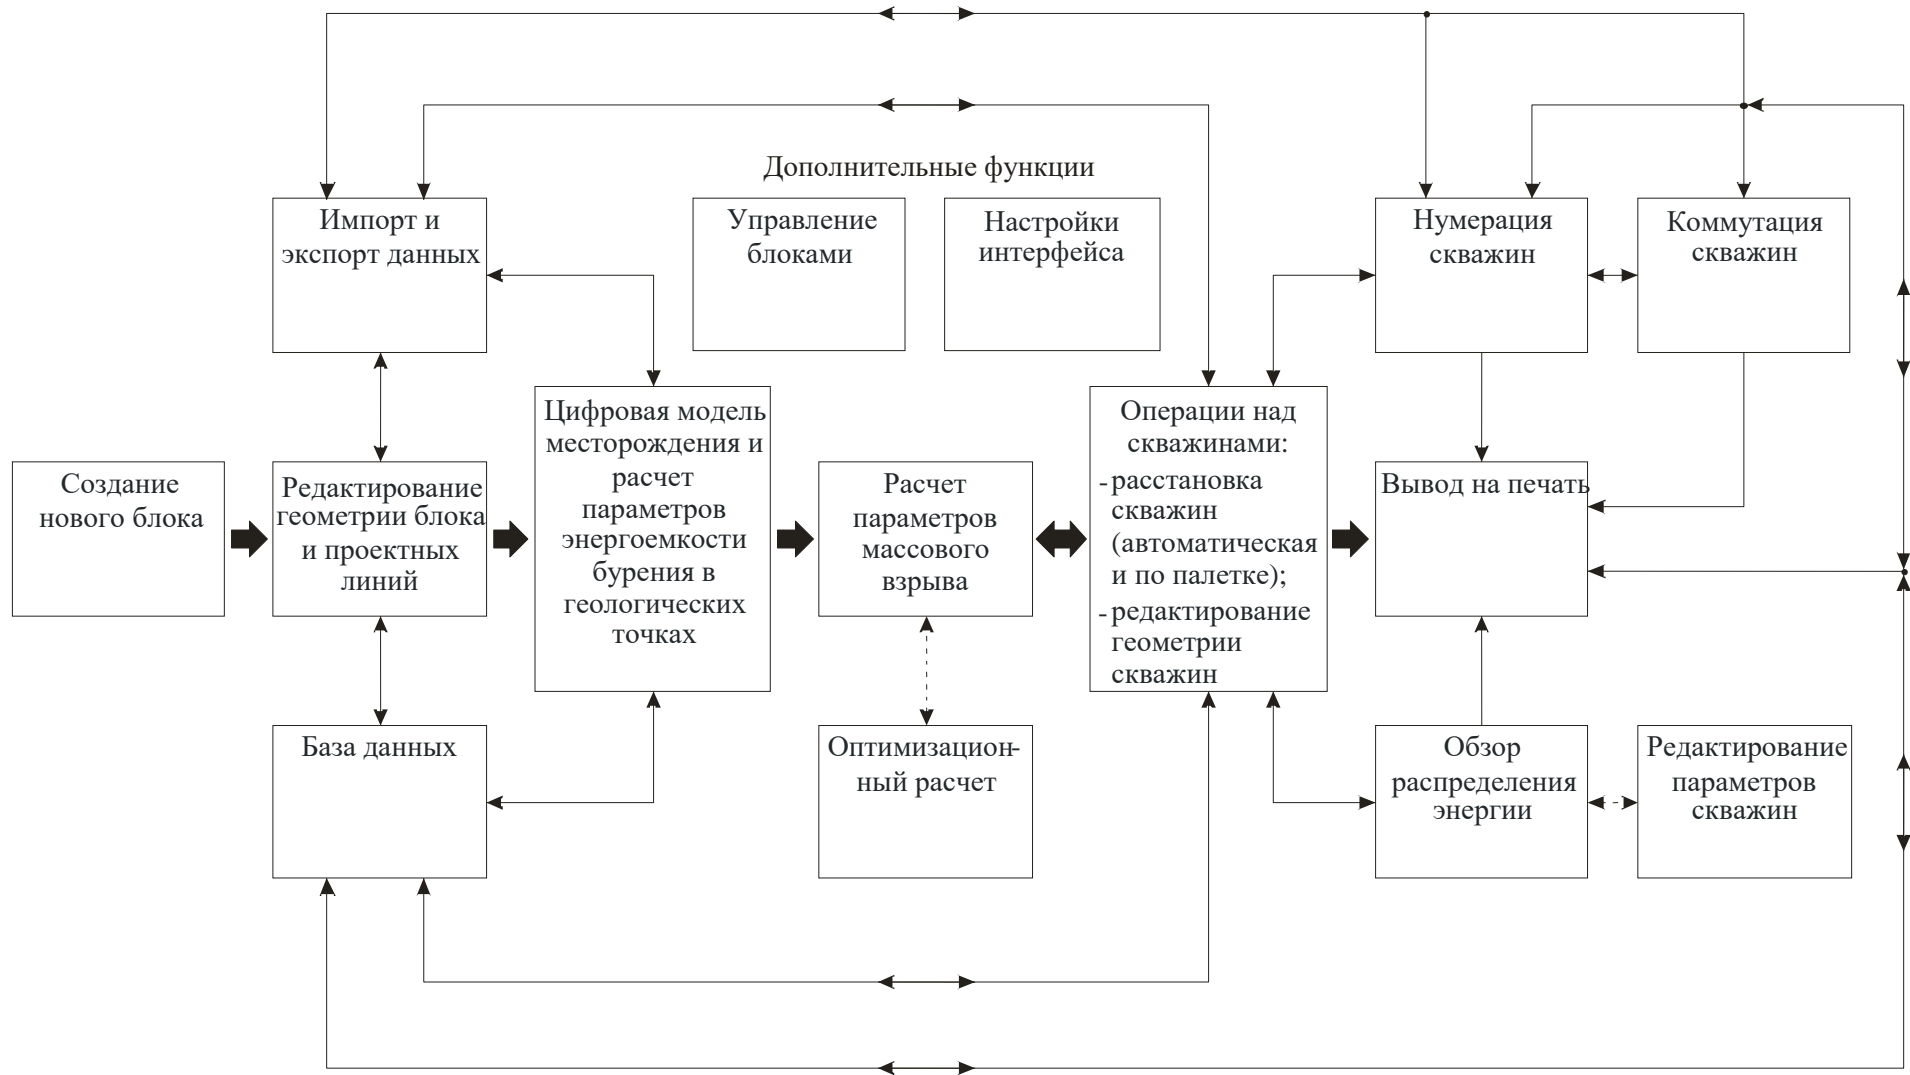 Дополнительные функции
Импорт и
экспорт данных
Управление
блоками
Настройки
интерфейса
Нумерация
скважин
Коммутация
скважин
Создание
нового блока
Редактирование
геометрии блока
и проектных
линий
Цифровая модель
месторождения и
расчет
параметров
энергоемкости
бурения в
геологических
точках
Расчет
параметров
массового
взрыва
Операции над
скважинами:
- расстановка
скважин
(автоматическая
и по палетке);
- редактирование
геометрии
скважин
Вывод на печать
База данных
Оптимизацион-
ный расчет
Обзор
распределения
энергии
Редактирование
параметров
скважин